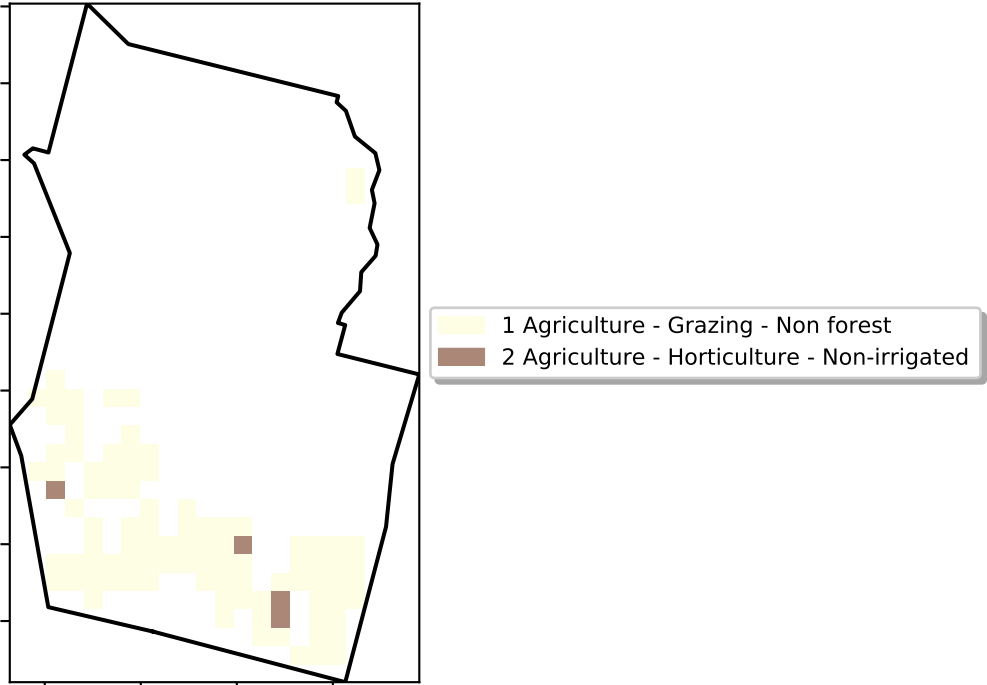 1 Agriculture - Grazing - Non forest
2 Agriculture - Horticulture - Non-irrigated